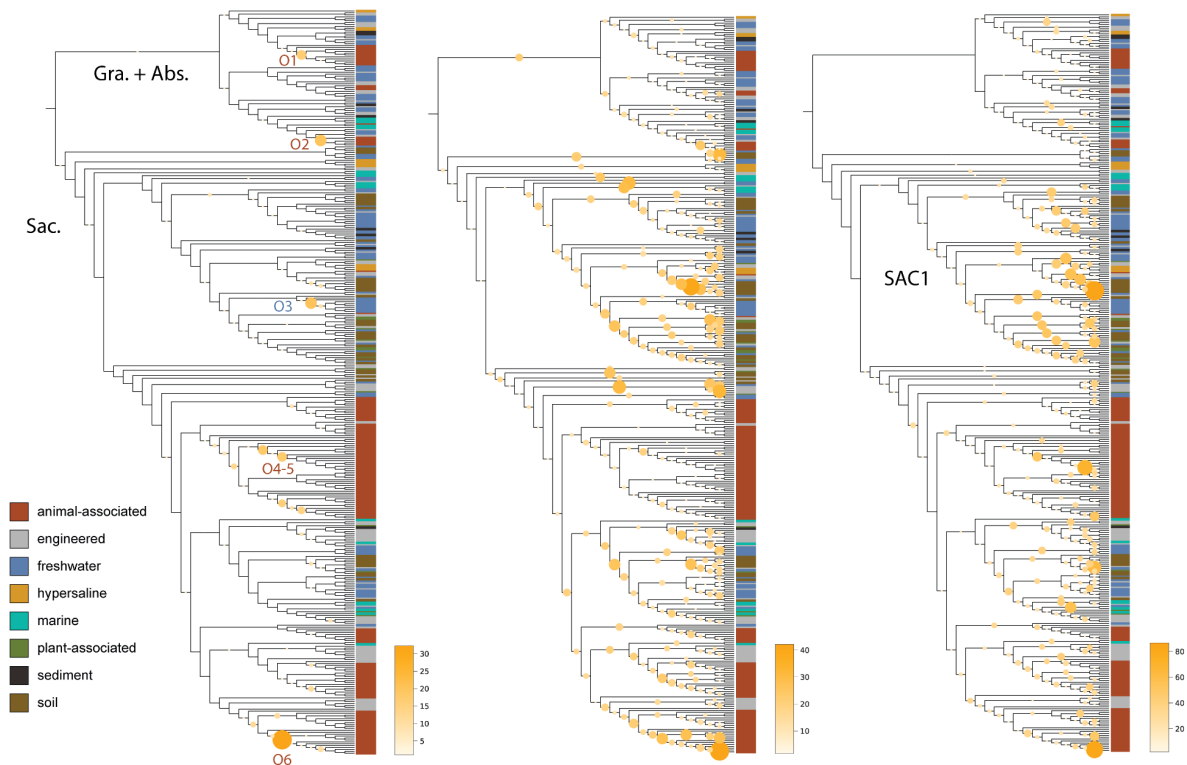 O1
Gra. + Abs.
O2
Sac.
SAC1
O3
O4-5
animal-associated
engineered
freshwater
hypersaline
marine
plant-associated
sediment
soil
30
25
20
15
10
5
40
30
20
10
80
60
40
20
O6